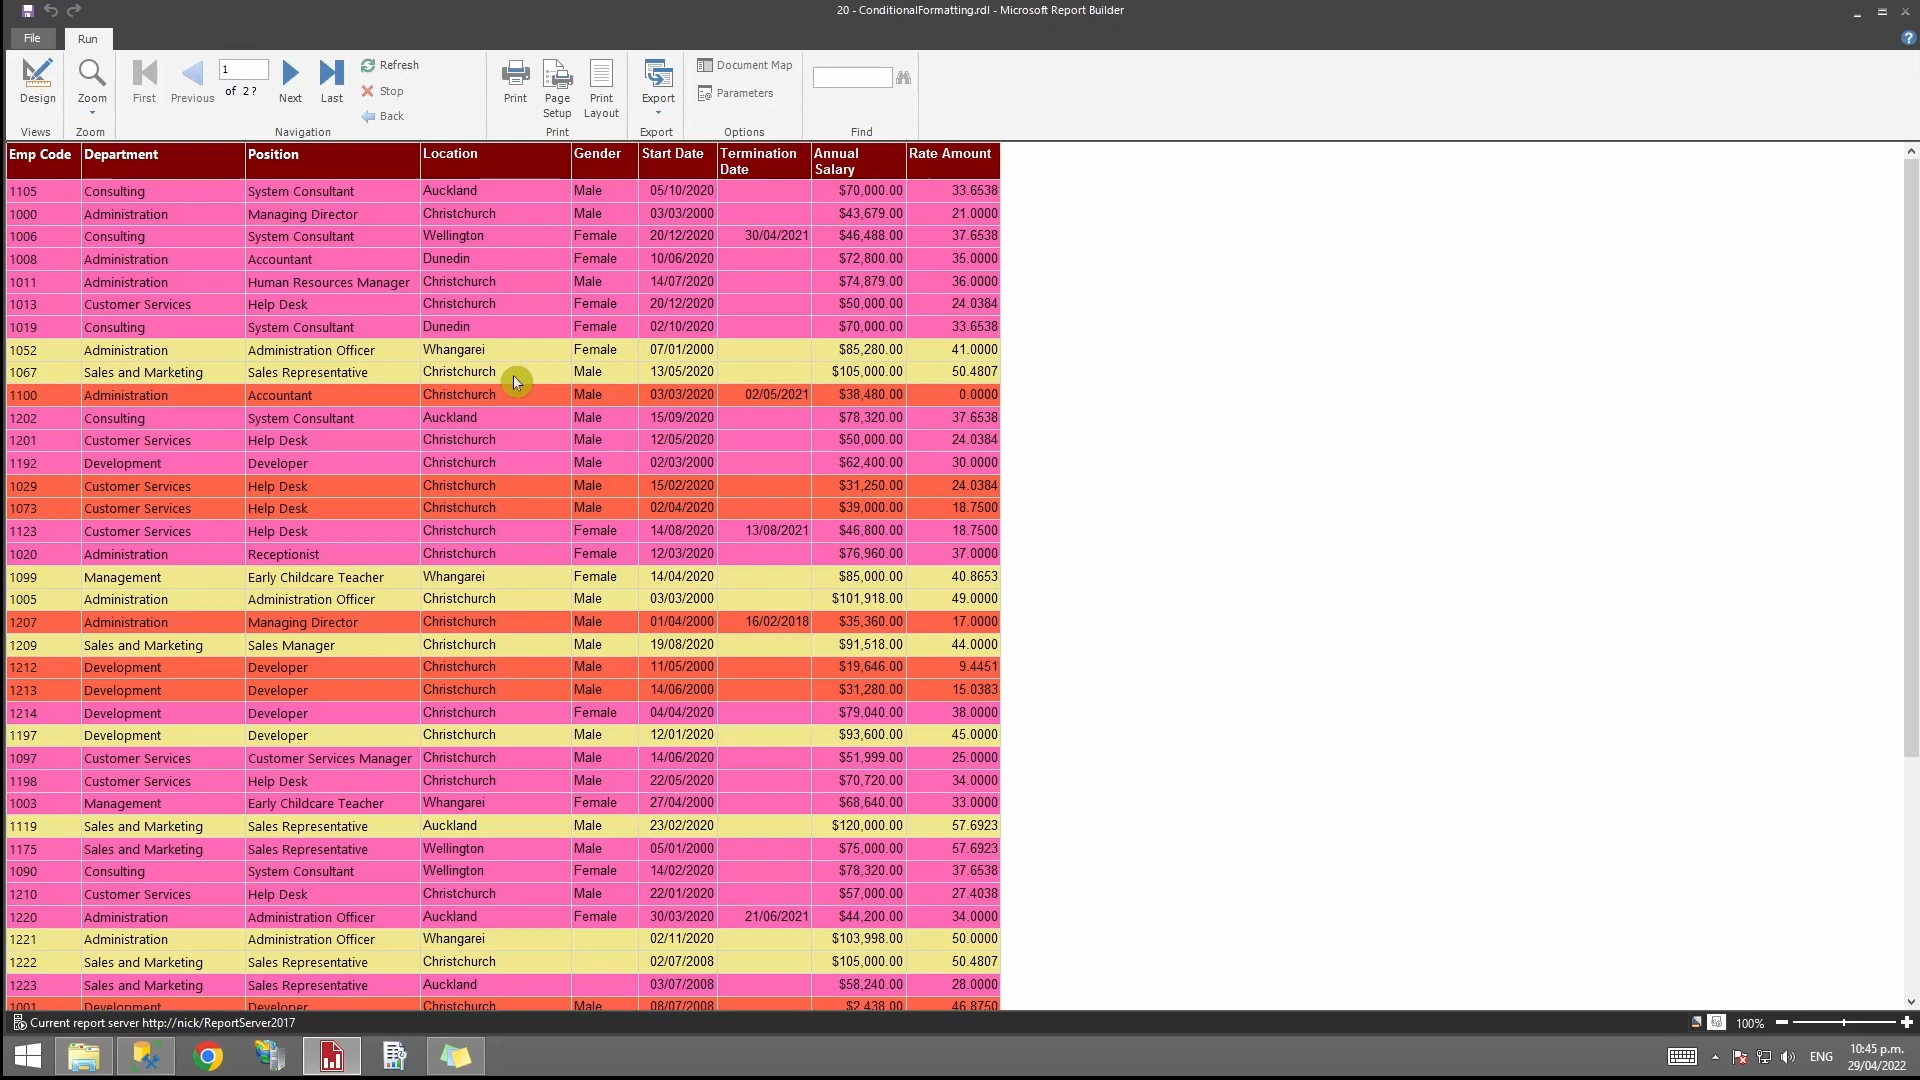 20 - ConditionalFormatting.rdl - Microsoft Report Builder
File Run
Design Zoom First Previous 1 of 2? Next Last Refresh Stop Back Print Page Setup Print Layout Export Document Map Parameters
Views Zoom Navigation Print Export Options Find
Emp Code Department Position Location Gender Start Date Termination Date Annual Salary Rate Amount
1105 Consulting System Consultant Auckland Male 05/10/2020 $70,000.00 33.6538
1000 Administration Managing Director Christchurch Male 03/03/2000 $43,679.00 21.0000
1006 Consulting System Consultant Wellington Female 20/12/2020 30/04/2021 $46,488.00 37.6538
1008 Administration Accountant Dunedin Female 10/06/2020 $72,800.00 35.0000
1011 Administration Human Resources Manager Christchurch Male 14/07/2020 $74,879.00 36.0000
1013 Customer Services Help Desk Christchurch Female 20/12/2020 $50,000.00 24.0384
1019 Consulting System Consultant Dunedin Female 02/10/2020 $70,000.00 33.6538
1052 Administration Administration Officer Whangarei Female 07/01/2000 $85,280.00 41.0000
1067 Sales and Marketing Sales Representative Christchurch Male 13/05/2020 $105,000.00 50.4807
1100 Administration Accountant Christchurch Male 03/03/2020 02/05/2021 $38,480.00 0.0000
1202 Consulting System Consultant Auckland Male 15/09/2020 $78,320.00 37.6538
1201 Customer Services Help Desk Christchurch Male 12/05/2020 $50,000.00 24.0384
1192 Development Developer Christchurch Male 02/03/2000 $62,400.00 30.0000
1029 Customer Services Help Desk Christchurch Male 15/02/2020 $31,250.00 24.0384
1073 Customer Services Help Desk Christchurch Male 02/04/2020 $39,000.00 18.7500
1123 Customer Services Help Desk Christchurch Female 14/08/2020 13/08/2021 $46,800.00 18.7500
1020 Administration Receptionist Christchurch Female 12/03/2020 $76,960.00 37.0000
1099 Management Early Childcare Teacher Whangarei Female 14/04/2020 $85,000.00 40.8653
1005 Administration Administration Officer Christchurch Male 03/03/2000 $101,918.00 49.0000
1207 Administration Managing Director Christchurch Male 01/04/2000 16/02/2018 $35,360.00 17.0000
1209 Sales and Marketing Sales Manager Christchurch Male 19/08/2020 $91,518.00 44.0000
1212 Development Developer Christchurch Male 11/05/2000 $19,646.00 9.4451
1213 Development Developer Christchurch Male 14/06/2000 $31,280.00 15.0383
1214 Development Developer Christchurch Female 04/04/2020 $79,040.00 38.0000
1197 Development Developer Christchurch Male 12/01/2020 $93,600.00 45.0000
1097 Customer Services Customer Services Manager Christchurch Male 14/06/2020 $51,999.00 25.0000
1198 Customer Services Help Desk Christchurch Male 22/05/2020 $70,720.00 34.0000
1003 Management Early Childcare Teacher Whangarei Female 27/04/2000 $68,640.00 33.0000
1119 Sales and Marketing Sales Representative Auckland Male 23/02/2020 $120,000.00 57.6923
1175 Sales and Marketing Sales Representative Wellington Male 05/01/2000 $75,000.00 57.6923
1090 Consulting System Consultant Wellington Female 14/02/2020 $78,320.00 37.6538
1210 Customer Services Help Desk Christchurch Male 22/01/2020 $57,000.00 27.4038
1220 Administration Administration Officer Auckland Female 30/03/2020 21/06/2021 $44,200.00 34.0000
1221 Administration Administration Officer Whangarei 02/11/2020 $103,998.00 50.0000
1222 Sales and Marketing Sales Representative Christchurch 02/07/2008 $105,000.00 50.4807
1223 Sales and Marketing Sales Representative Auckland 03/07/2008 $58,240.00 28.0000
1001 Development Developer Christchurch Male 08/07/2008 $2,438.00 46.8750
Current report server http://nick/ReportServer2017 100%
ENG 10:45 p.m.
29/04/2022